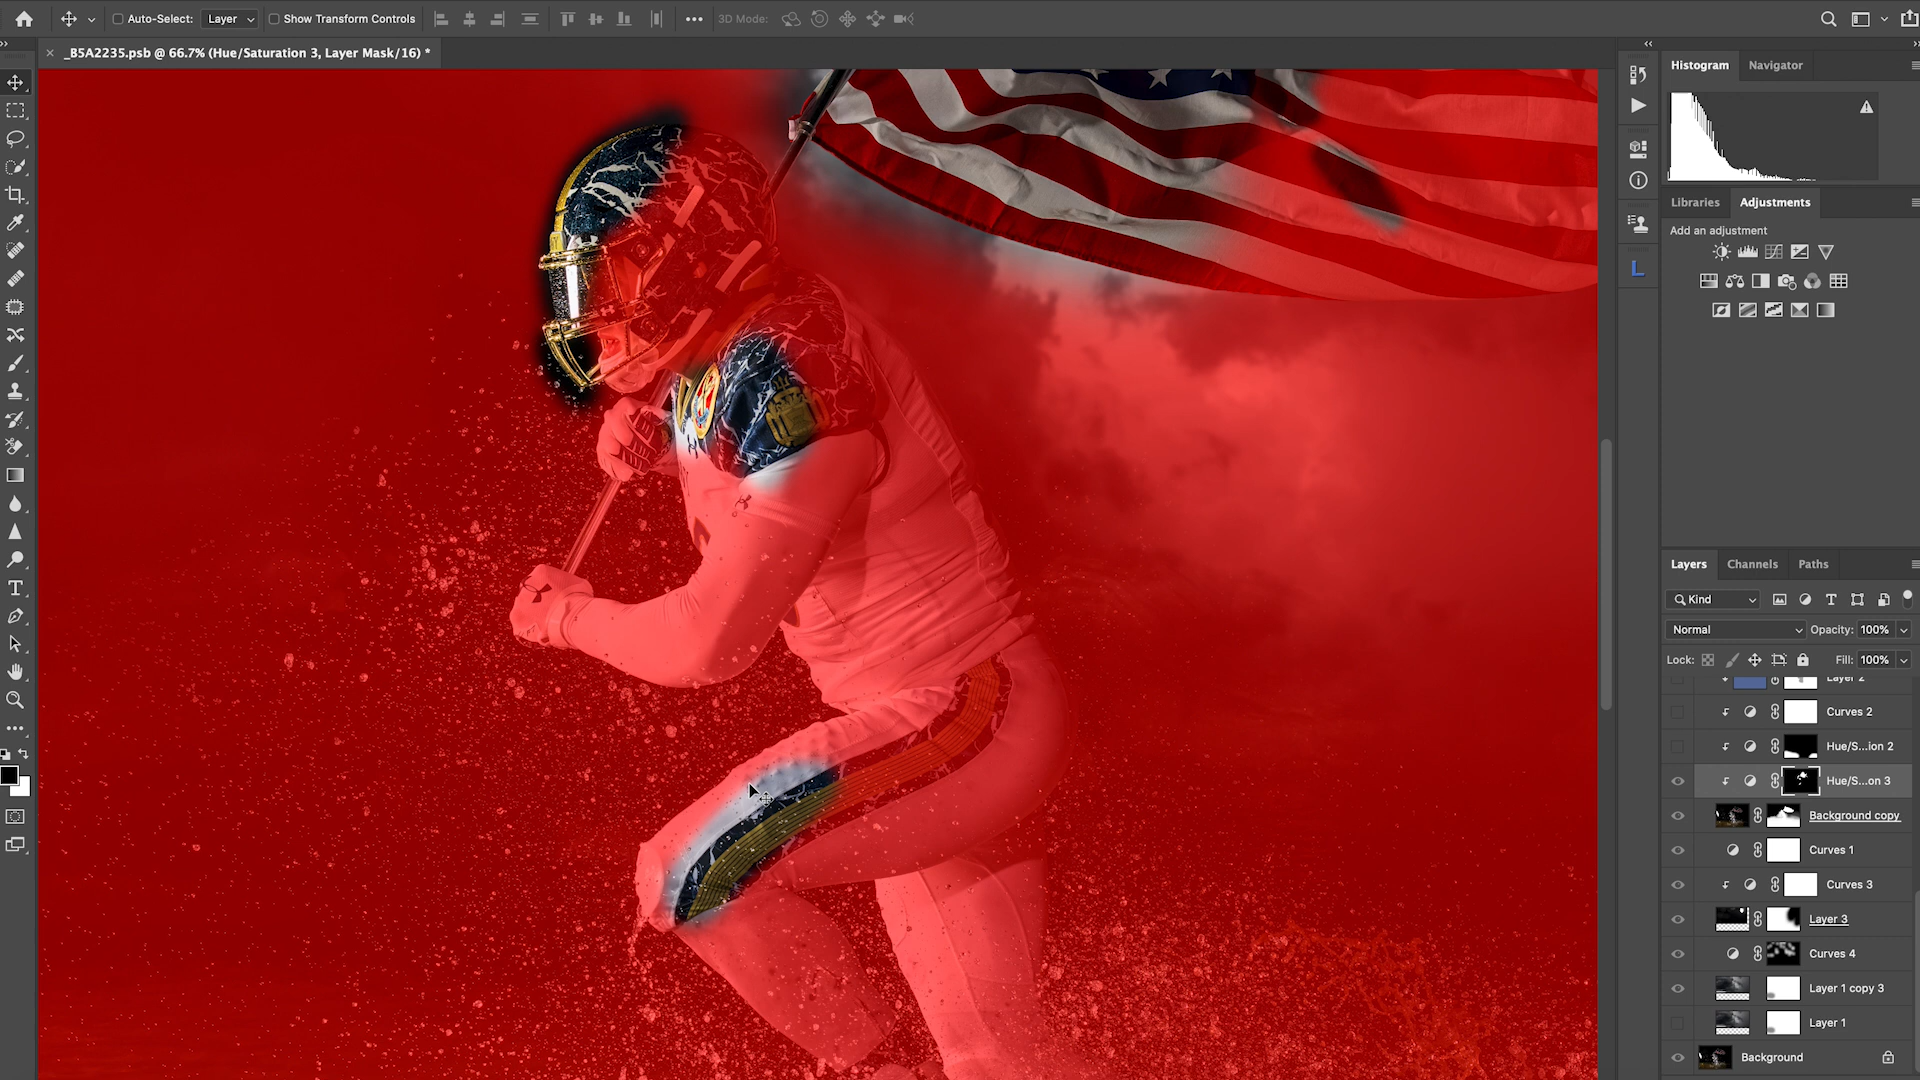 Auto-Select: Layer Show Transform Controls ••• 3D Mode:
_B5A2235.psb @ 66.7% (Hue/Saturation 3, Layer Mask/16) *
Histogram Navigator
Libraries Adjustments
Add an adjustment
Layers Channels Paths
Kind
Normal Opacity: 100%
Lock: Fill: 100%
Layer 2
Curves 2
Hue/S...ion 2
Hue/S...on 3
Background copy
Curves 1
Curves 3
Layer 3
Curves 4
Layer 1 copy 3
Layer 1
Background